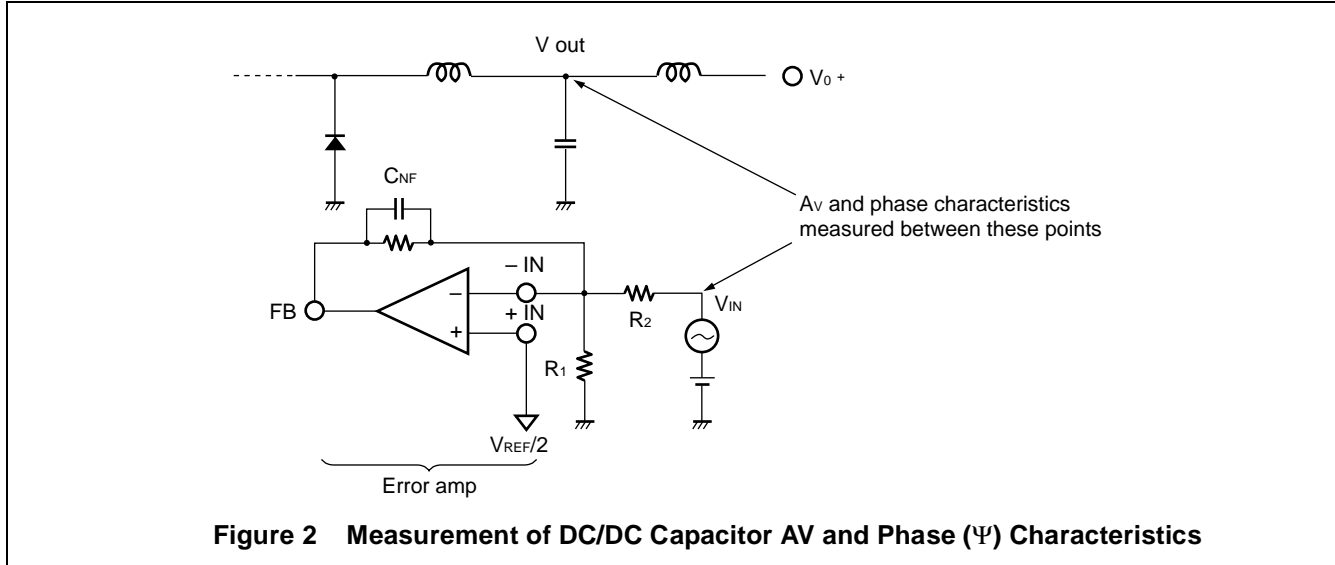 V out
V0 +
CNF
AV and phase characteristics
measured between these points
– IN
FB
–
+ IN
+
R2
VIN
R1
VREF/2
Error amp
Figure 2 Measurement of DC/DC Capacitor AV and Phase (Ψ) Characteristics